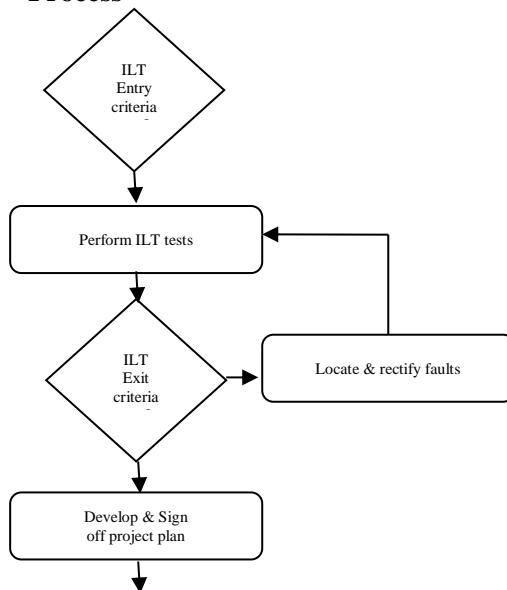 Process
ILT
Entry
criteria
Perform ILT tests
ILT
Exit
criteria
Locate & rectify faults
Develop & Sign
off project plan